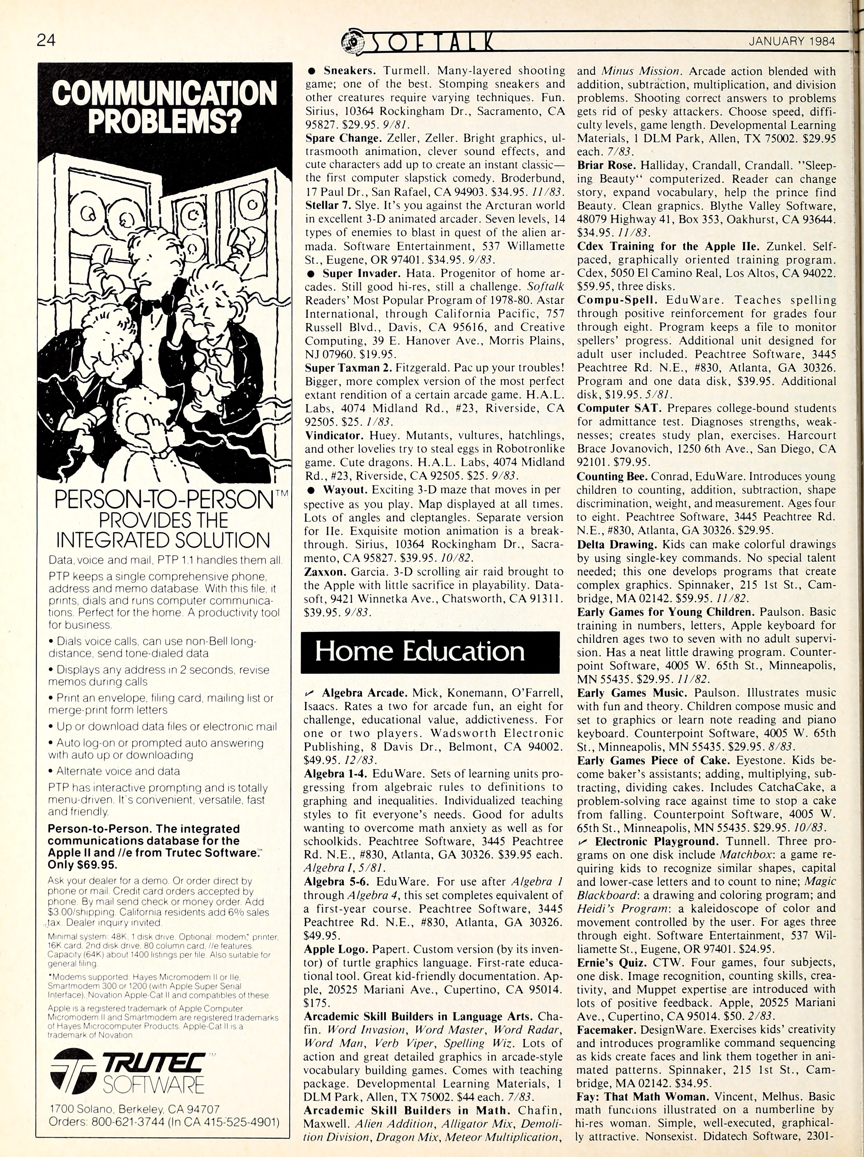 24
SOFTALK
JANUARY 1984
COMMUNICATION
PROBLEMS?
PERSON-TO-PERSON™
PROVIDES THE
INTEGRATED SOLUTION
Data, voice and mail, PTP 1.1 handles them all.
PTP keeps a single comprehensive phone,
address and memo database. With this file, it
prints, dials and runs computer communica-
tions. Perfect for the home. A productivity tool
for business.
• Dials voice calls, can use non-Bell long-
distance, send tone-dialed data
• Displays any address in 2 seconds, revise
memos during calls
• Print an envelope, filing card, mailing list or
merge-print form letters
• Up or download data files or electronic mail
• Auto log-on or prompted auto answering
with auto up or downloading
• Alternate voice and data
PTP has interactive prompting and is totally
menu-driven. It's convenient, versatile, fast
and friendly.
Person-to-Person. The integrated
communications database for the
Apple II and //e from Trutec Software.™
Only $69.95.
Ask your dealer for a demo. Or order direct by
phone or mail. Credit card orders accepted by
phone. By mail send check or money order. Add
$3.00/shipping. California residents add 6% sales
tax. Dealer inquiry invited.
Minimal system: 48K, 1 disk drive. Optional: modem,* printer,
16K card, 2nd disk drive, 80 column card, //e features.
Capacity (64K) about 1400 listings per file. Also suitable for
general filing.
*Modems supported: Hayes Micromodem II or IIe,
Smartmodem 300 or 1200 (with Apple Super Serial
Interface), Novation Apple-Cat II and compatibles of these.
Apple is a registered trademark of Apple Computer.
Micromodem II and Smartmodem are registered trademarks
of Hayes Microcomputer Products. Apple-Cat II is a
trademark of Novation.
TRUTEC™
SOFTWARE
1700 Solano, Berkeley, CA 94707
Orders: 800-621-3744 (In CA 415-525-4901)
• Sneakers. Turmell. Many-layered shooting
game; one of the best. Stomping sneakers and
other creatures require varying techniques. Fun.
Sirius, 10364 Rockingham Dr., Sacramento, CA
95827. $29.95. 9/81.
Spare Change. Zeller, Zeller. Bright graphics, ul-
trasmooth animation, clever sound effects, and
cute characters add up to create an instant classic—
the first computer slapstick comedy. Broderbund,
17 Paul Dr., San Rafael, CA 94903. $34.95. 11/83.
Stellar 7. Slye. It's you against the Arcturan world
in excellent 3-D animated arcader. Seven levels, 14
types of enemies to blast in quest of the alien ar-
mada. Software Entertainment, 537 Willamette
St., Eugene, OR 97401. $34.95. 9/83.
• Super Invader. Hata. Progenitor of home ar-
cades. Still good hi-res, still a challenge. Softalk
Readers' Most Popular Program of 1978-80. Astar
International, through California Pacific, 757
Russell Blvd., Davis, CA 95616, and Creative
Computing, 39 E. Hanover Ave., Morris Plains,
NJ 07960. $19.95.
Super Taxman 2. Fitzgerald. Pac up your troubles!
Bigger, more complex version of the most perfect
extant rendition of a certain arcade game. H.A.L.
Labs, 4074 Midland Rd., #23, Riverside, CA
92505. $25. 1/83.
Vindicator. Huey. Mutants, vultures, hatchlings,
and other lovelies try to steal eggs in Robotronlike
game. Cute dragons. H.A.L. Labs, 4074 Midland
Rd., #23, Riverside, CA 92505. $25. 9/83.
• Wayout. Exciting 3-D maze that moves in per
spective as you play. Map displayed at all times.
Lots of angles and cleptangles. Separate version
for IIe. Exquisite motion animation is a break-
through. Sirius, 10364 Rockingham Dr., Sacra-
mento, CA 95827. $39.95. 10/82.
Zaxxon. Garcia. 3-D scrolling air raid brought to
the Apple with little sacrifice in playability. Data-
soft, 9421 Winnetka Ave., Chatsworth, CA 91311.
$39.95. 9/83.
Home Education
✓ Algebra Arcade. Mick, Konemann, O'Farrell,
Isaacs. Rates a two for arcade fun, an eight for
challenge, educational value, addictiveness. For
one or two players. Wadsworth Electronic
Publishing, 8 Davis Dr., Belmont, CA 94002.
$49.95. 12/83.
Algebra 1-4. EduWare. Sets of learning units pro-
gressing from algebraic rules to definitions to
graphing and inequalities. Individualized teaching
styles to fit everyone's needs. Good for adults
wanting to overcome math anxiety as well as for
schoolkids. Peachtree Software, 3445 Peachtree
Rd. N.E., #830, Atlanta, GA 30326. $39.95 each.
Algebra 1, 5/81.
Algebra 5-6. EduWare. For use after Algebra 1
through Algebra 4, this set completes equivalent of
a first-year course. Peachtree Software, 3445
Peachtree Rd. N.E., #830, Atlanta, GA 30326.
$49.95.
Apple Logo. Papert. Custom version (by its inven-
tor) of turtle graphics language. First-rate educa-
tional tool. Great kid-friendly documentation. Ap-
ple, 20525 Mariani Ave., Cupertino, CA 95014.
$175.
Arcademic Skill Builders in Language Arts. Cha-
fin. Word Invasion, Word Master, Word Radar,
Word Man, Verb Viper, Spelling Wiz. Lots of
action and great detailed graphics in arcade-style
vocabulary building games. Comes with teaching
package. Developmental Learning Materials, 1
DLM Park, Allen, TX 75002. $44 each. 7/83.
Arcademic Skill Builders in Math. Chafin,
Maxwell. Alien Addition, Alligator Mix, Demoli-
tion Division, Dragon Mix, Meteor Multiplication,
and Minus Mission. Arcade action blended with
addition, subtraction, multiplication, and division
problems. Shooting correct answers to problems
gets rid of pesky attackers. Choose speed, diffi-
culty levels, game length. Developmental Learning
Materials, 1 DLM Park, Allen, TX 75002. $29.95
each. 7/83.
Briar Rose. Halliday, Crandall, Crandall. "Sleep-
ing Beauty" computerized. Reader can change
story, expand vocabulary, help the prince find
Beauty. Clean graphics. Blythe Valley Software,
48079 Highway 41, Box 353, Oakhurst, CA 93644.
$34.95. 11/83.
Cdex Training for the Apple IIe. Zunkel. Self-
paced, graphically oriented training program.
Cdex, 5050 El Camino Real, Los Altos, CA 94022.
$59.95, three disks.
Compu-Spell. EduWare. Teaches spelling
through positive reinforcement for grades four
through eight. Program keeps a file to monitor
spellers' progress. Additional unit designed for
adult user included. Peachtree Software, 3445
Peachtree Rd. N.E., #830, Atlanta, GA 30326.
Program and one data disk, $39.95. Additional
disk, $19.95. 5/81.
Computer SAT. Prepares college-bound students
for admittance test. Diagnoses strengths, weak-
nesses; creates study plan, exercises. Harcourt
Brace Jovanovich, 1250 6th Ave., San Diego, CA
92101. $79.95.
Counting Bee. Conrad, EduWare. Introduces young
children to counting, addition, subtraction, shape
discrimination, weight, and measurement. Ages four
to eight. Peachtree Software, 3445 Peachtree Rd.
N.E., #830, Atlanta, GA 30326. $29.95.
Delta Drawing. Kids can make colorful drawings
by using single-key commands. No special talent
needed; this one develops programs that create
complex graphics. Spinnaker, 215 1st St., Cam-
bridge, MA 02142. $59.95. 11/82.
Early Games for Young Children. Paulson. Basic
training in numbers, letters, Apple keyboard for
children ages two to seven with no adult supervi-
sion. Has a neat little drawing program. Counter-
point Software, 4005 W. 65th St., Minneapolis,
MN 55435. $29.95. 11/82.
Early Games Music. Paulson. Illustrates music
with fun and theory. Children compose music and
set to graphics or learn note reading and piano
keyboard. Counterpoint Software, 4005 W. 65th
St., Minneapolis, MN 55435. $29.95. 8/83.
Early Games Piece of Cake. Eyestone. Kids be-
come baker's assistants; adding, multiplying, sub-
tracting, dividing cakes. Includes CatchaCake, a
problem-solving race against time to stop a cake
from falling. Counterpoint Software, 4005 W.
65th St., Minneapolis, MN 55435. $29.95. 10/83.
✓ Electronic Playground. Tunnell. Three pro-
grams on one disk include Matchbox: a game re-
quiring kids to recognize similar shapes, capital
and lower-case letters and to count to nine; Magic
Blackboard: a drawing and coloring program; and
Heidi's Program: a kaleidoscope of color and
movement controlled by the user. For ages three
through eight. Software Entertainment, 537 Wil-
liamette St., Eugene, OR 97401. $24.95.
Ernie's Quiz. CTW. Four games, four subjects,
one disk. Image recognition, counting skills, crea-
tivity, and Muppet expertise are introduced with
lots of positive feedback. Apple, 20525 Mariani
Ave., Cupertino, CA 95014. $50. 2/83.
Facemaker. DesignWare. Exercises kids' creativity
and introduces programlike command sequencing
as kids create faces and link them together in ani-
mated patterns. Spinnaker, 215 1st St., Cam-
bridge, MA 02142. $34.95.
Fay: That Math Woman. Vincent, Melhus. Basic
math functions illustrated on a numberline by
hi-res woman. Simple, well-executed, graphical-
ly attractive. Nonsexist. Didatech Software, 2301-